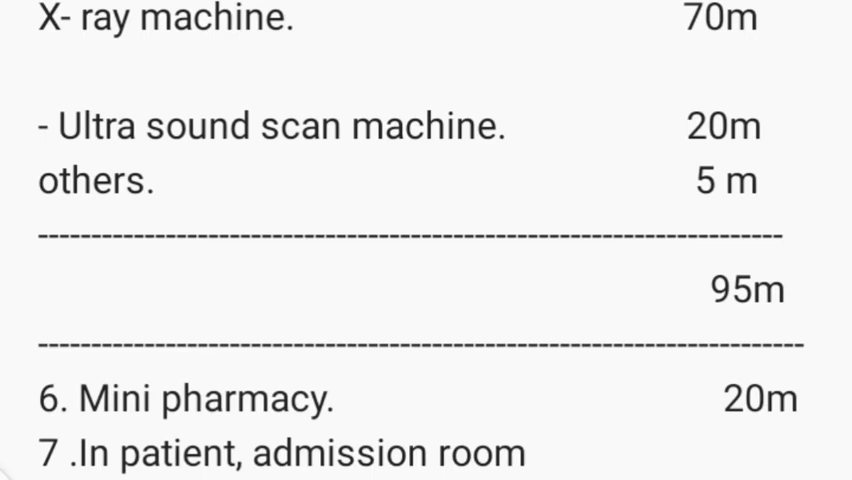 X- ray machine. 70m
- Ultra sound scan machine. 20m
others. 5 m
-----------------------------------------------------------------------
95m
-------------------------------------------------------------------------
6. Mini pharmacy. 20m
7 .In patient, admission room